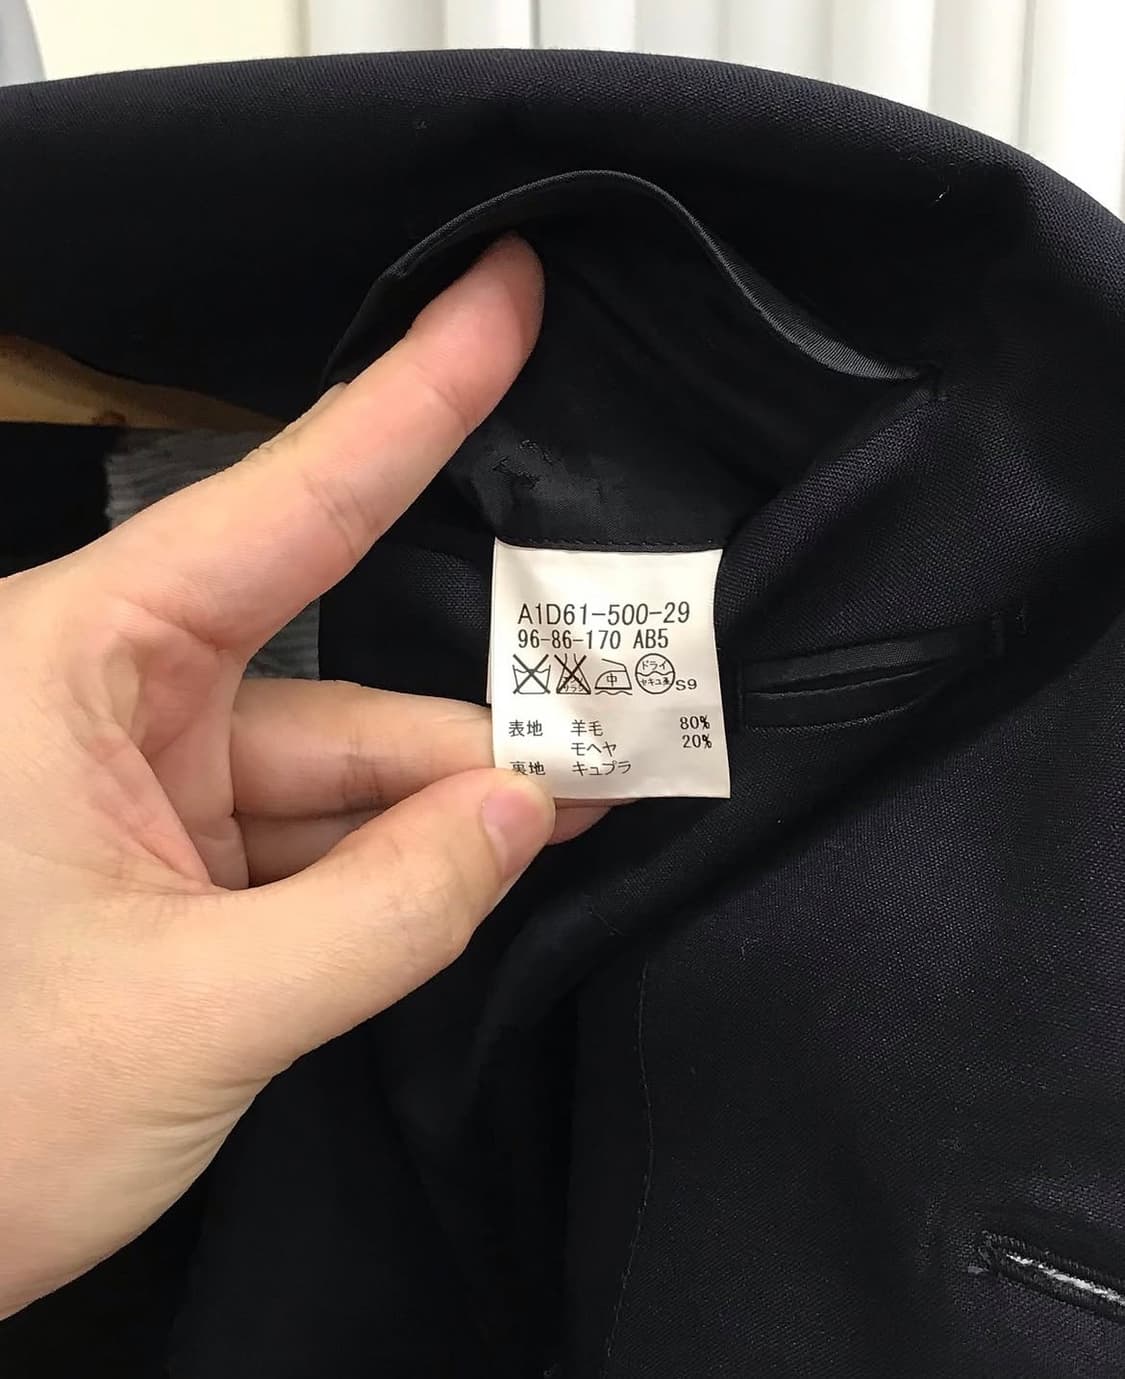 A1D61-500-29
96-86-170 AB5
中 ドライ セキユ系 S9
表地 羊毛 80%
モヘヤ 20%
裏地 キュプラ